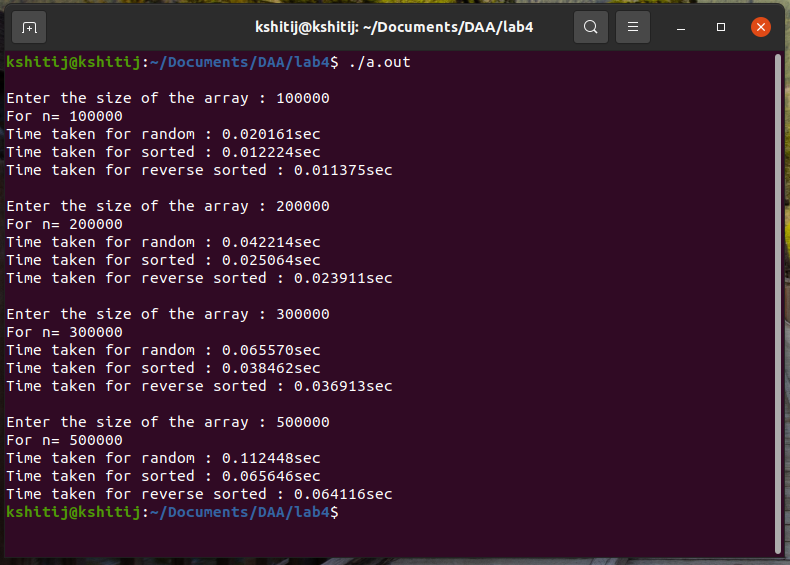 kshitij@kshitij: ~/Documents/DAA/lab4
kshitij@kshitij:~/Documents/DAA/lab4$ ./a.out
Enter the size of the array : 100000
For n= 100000
Time taken for random : 0.020161sec
Time taken for sorted : 0.012224sec
Time taken for reverse sorted : 0.011375sec
Enter the size of the array : 200000
For n= 200000
Time taken for random : 0.042214sec
Time taken for sorted : 0.025064sec
Time taken for reverse sorted : 0.023911sec
Enter the size of the array : 300000
For n= 300000
Time taken for random : 0.065570sec
Time taken for sorted : 0.038462sec
Time taken for reverse sorted : 0.036913sec
Enter the size of the array : 500000
For n= 500000
Time taken for random : 0.112448sec
Time taken for sorted : 0.065646sec
Time taken for reverse sorted : 0.064116sec
kshitij@kshitij:~/Documents/DAA/lab4$